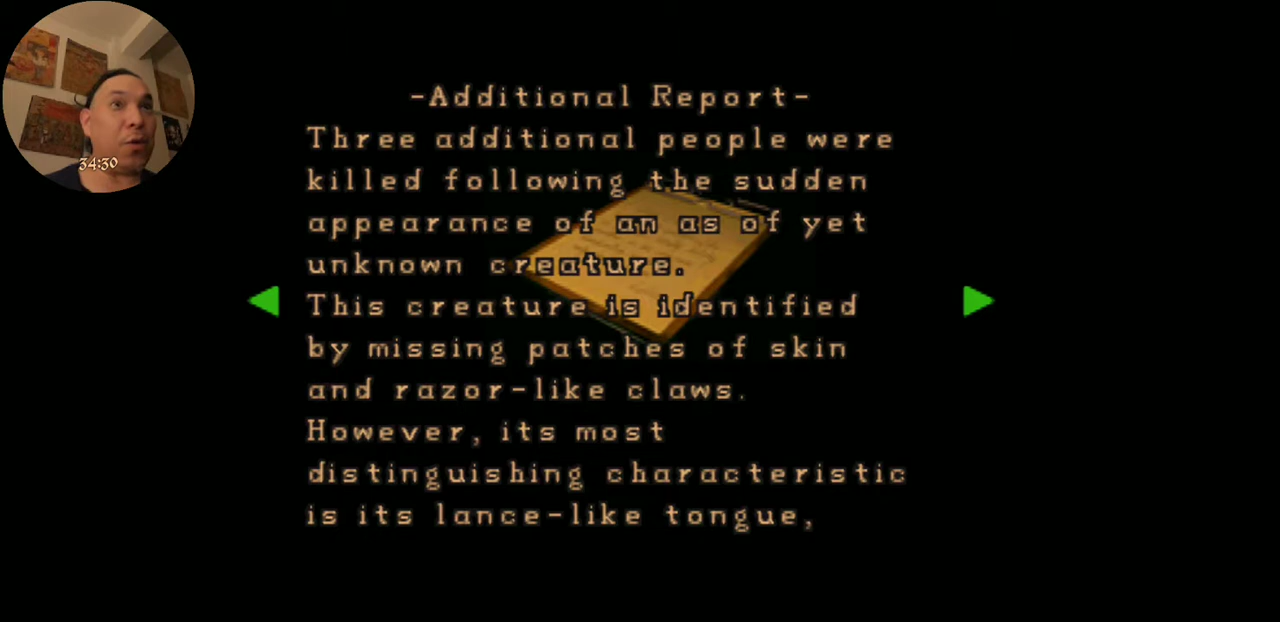 -Additional Report-
Three additional people were
killed following the sudden
appearance of an as of yet
unknown creature.
This creature is identified
by missing patches of skin
and razor-like claws.
However, its most
distinguishing characteristic
is its lance-like tongue,
34:30